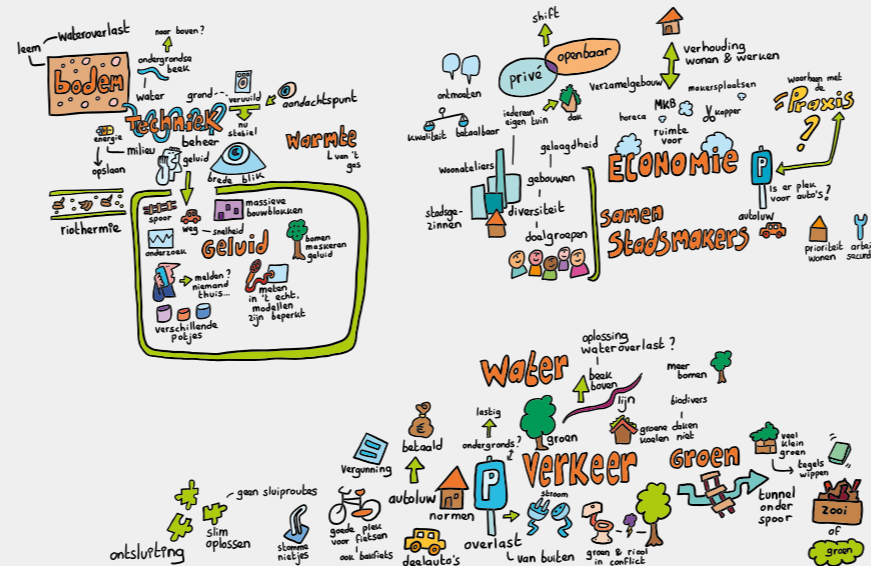 wateroverlast
leem
bodem
naar boven?
ondergrondse
beek
water
Techniek
grond
vervuild
nu
stabiel
aandachtspunt
energie
opslaan
milieu
beheer
geluid
brede blik
Warmte
van 't
gas
riothermie
spoor
weg
snelheid
massieve
bouwblokken
onderzoek
Geluid
bomen
maskeren
geluid
melden?
niemand
thuis...
meten
in 't echt,
modellen
zijn beperkt
verschillende
potjes
shift
privé
openbaar
ontmoeten
kwaliteit
betaalbaar
iedereen
eigen tuin
dak
verzamelgebouw
verhouding
wonen & werken
makersplaatsen
MKB
horeca
kapper
ruimte
voor
waarheen met
de
= Praxis
?
Economie
P
is er plek
voor auto's?
gelaagdheid
woonateliers
gebouwen
stadsge-
zinnen
diversiteit
doelgroepen
samen
Stadsmakers
autoluw
prioriteit
wonen
arbei
secund
Water
oplossing
wateroverlast?
beek
boven
lijn
meer
bomen
biodivers
groene daken
koelen
niet
groen
lastig
ondergronds?
Verkeer
Groen
betaald
€
vergunning
autoluw
normen
P
stroom
overlast
van buiten
groen & riool
in conflict
veel
klein
groen
tegels
wippen
tunnel
onder
spoor
zooi
of
groen
geen sluiproutes
slim
oplossen
ontsluiting
stomme
nietjes
goede plek
voor fietsen
ook bakfiets
deelauto's